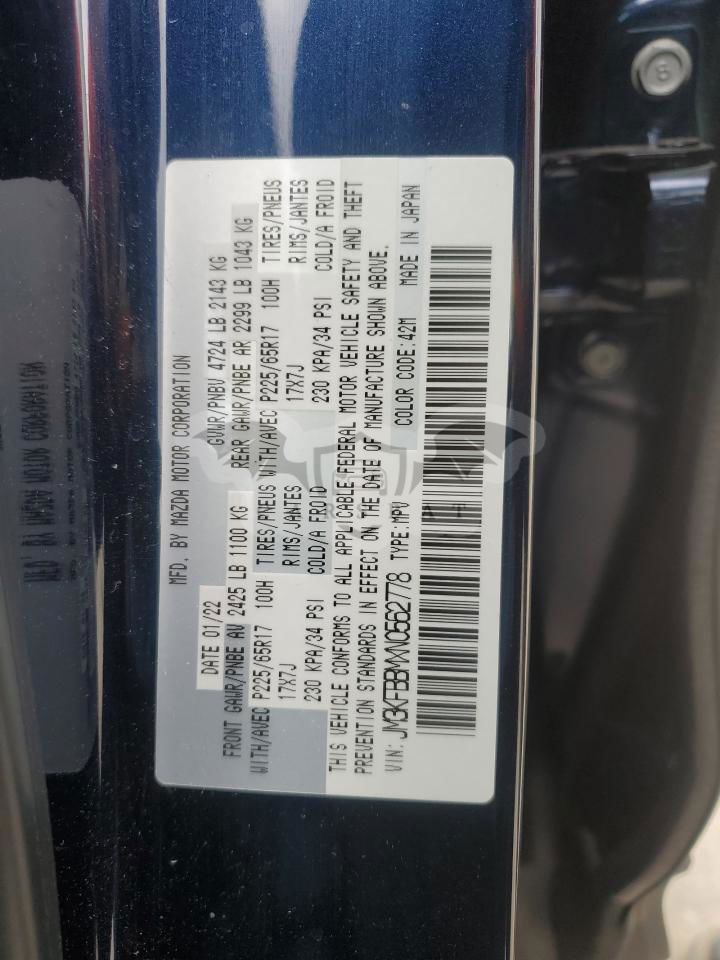 MFD. BY MAZDA MOTOR CORPORATION
DATE 01/22 GVWR/PNBV 4724 LB 2143 KG
FRONT GAWR/PNBE AV 2425 LB 1100 KG REAR GAWR/PNBE AR 2299 LB 1043 KG
WITH/AVEC P225/65R17 100H TIRES/PNEUS WITH/AVEC P225/65R17 100H TIRES/PNEUS
17X7J RIMS/JANTES 17X7J RIMS/JANTES
230 KPA/34 PSI COLD/A FROID 230 KPA/34 PSI COLD/A FROID
THIS VEHICLE CONFORMS TO ALL APPLICABLE FEDERAL MOTOR VEHICLE SAFETY AND THEFT
PREVENTION STANDARDS IN EFFECT ON THE DATE OF MANUFACTURE SHOWN ABOVE.
VIN: JM3KFBBMXN0562778 TYPE:MPV COLOR CODE:42M MADE IN JAPAN